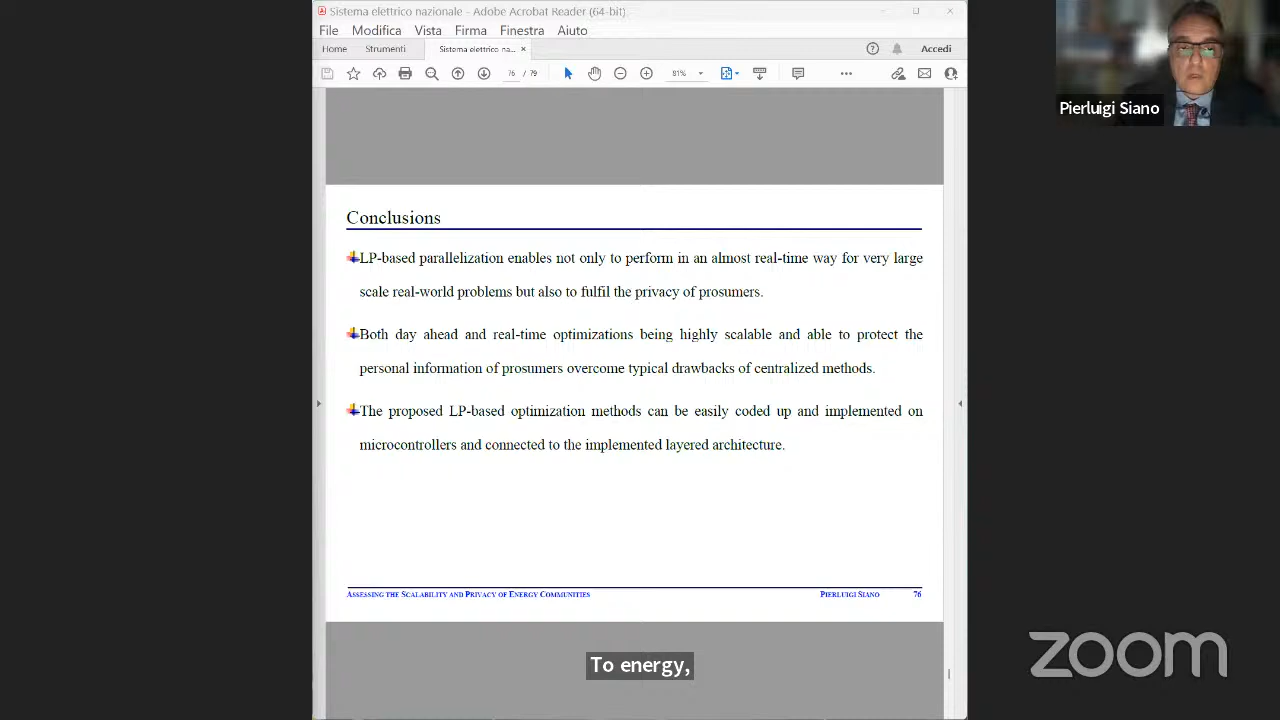 Sistema elettrico nazionale - Adobe Acrobat Reader (64-bit)
File Modifica Vista Firma Finestra Aiuto
Home Strumenti Sistema elettrico na... × Accedi
76 / 79 81%
Pierluigi Siano
Conclusions
LP-based parallelization enables not only to perform in an almost real-time way for very large
scale real-world problems but also to fulfil the privacy of prosumers.
Both day ahead and real-time optimizations being highly scalable and able to protect the
personal information of prosumers overcome typical drawbacks of centralized methods.
The proposed LP-based optimization methods can be easily coded up and implemented on
microcontrollers and connected to the implemented layered architecture.
ASSESSING THE SCALABILITY AND PRIVACY OF ENERGY COMMUNITIES PIERLUIGI SIANO 76
To energy,
zoom